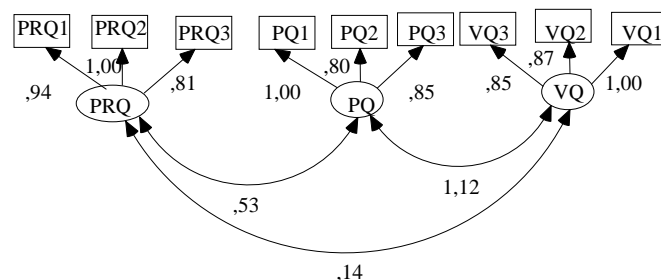 PRQ1 PRQ2 PRQ3 PQ1 PQ2 PQ3 VQ3 VQ2 VQ1
,94 1,00 ,81 1,00 ,80 ,85 ,85 ,87 1,00
PRQ PQ VQ
,53 1,12
,14